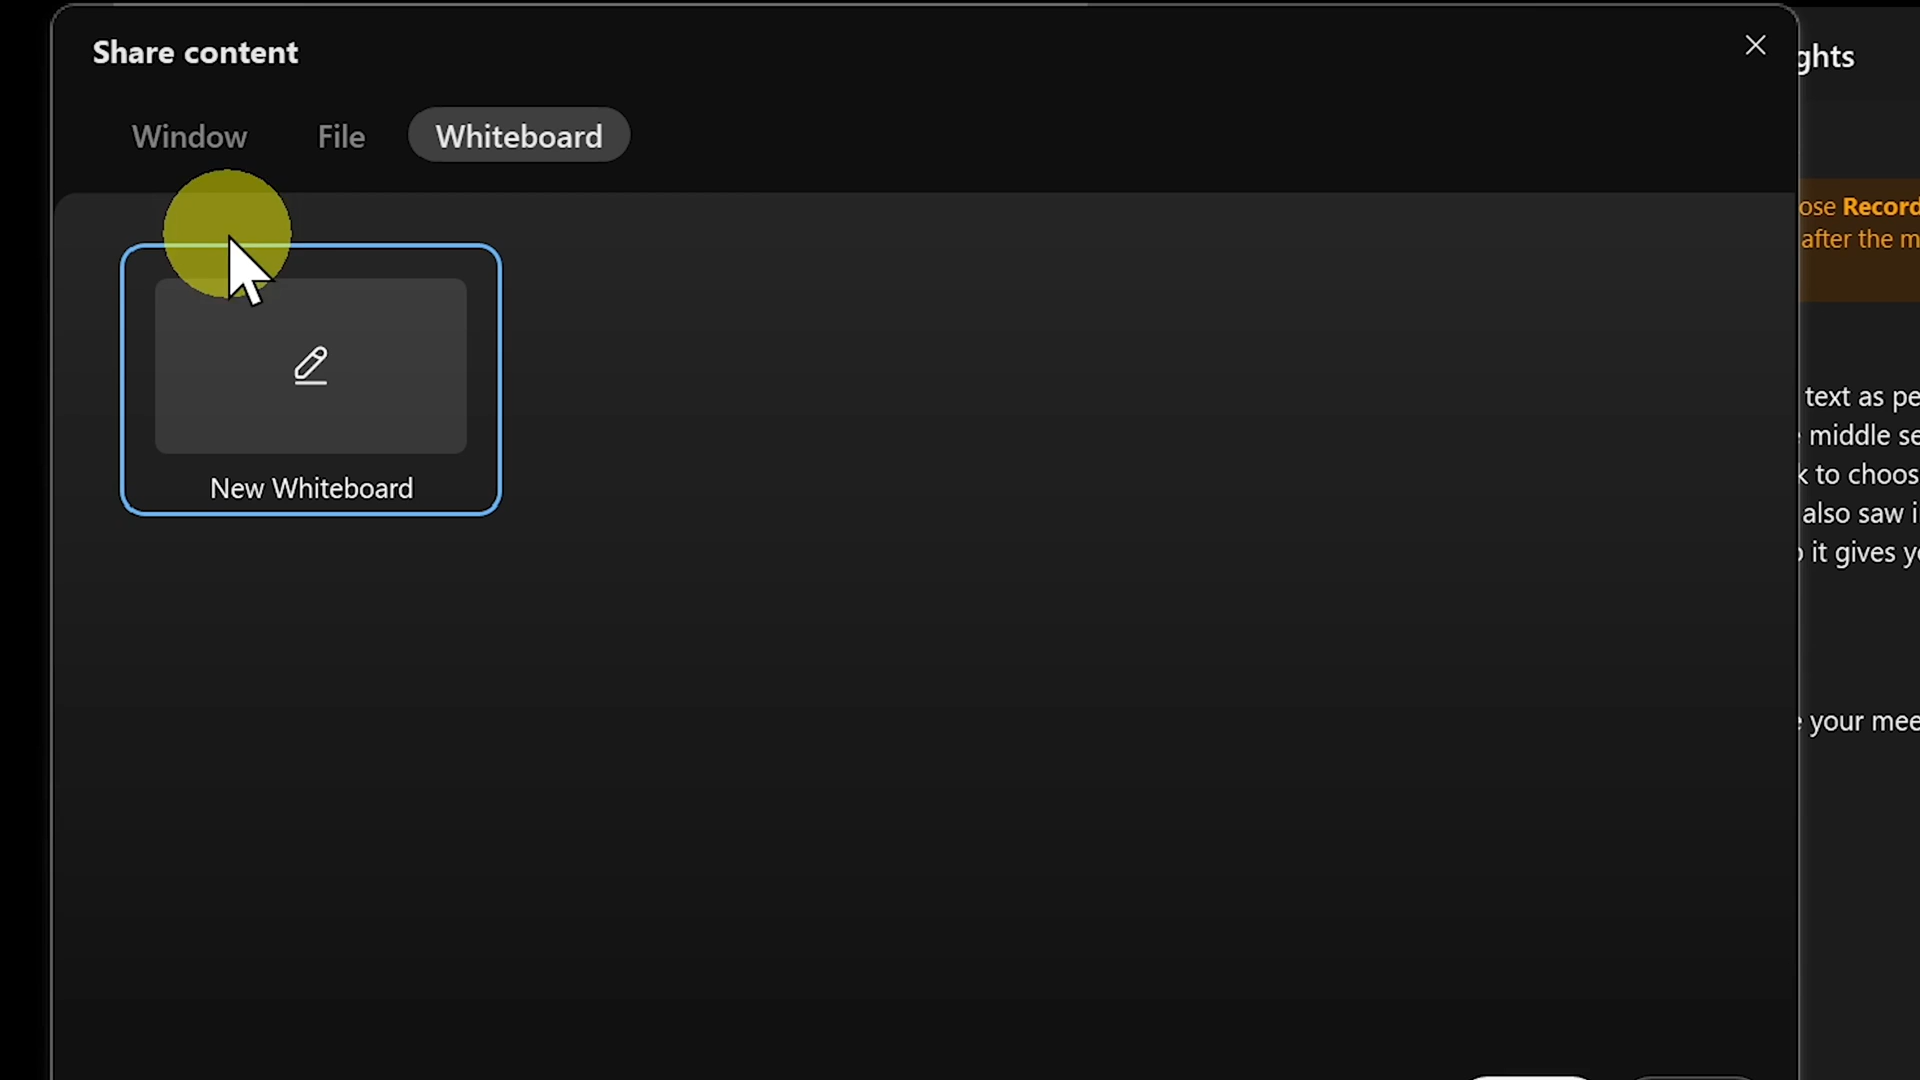 Share content
ghts
Window
File
Whiteboard
ose Record
after the m
New Whiteboard
text as pe
middle se
k to choos
also saw i
it gives y
your mee